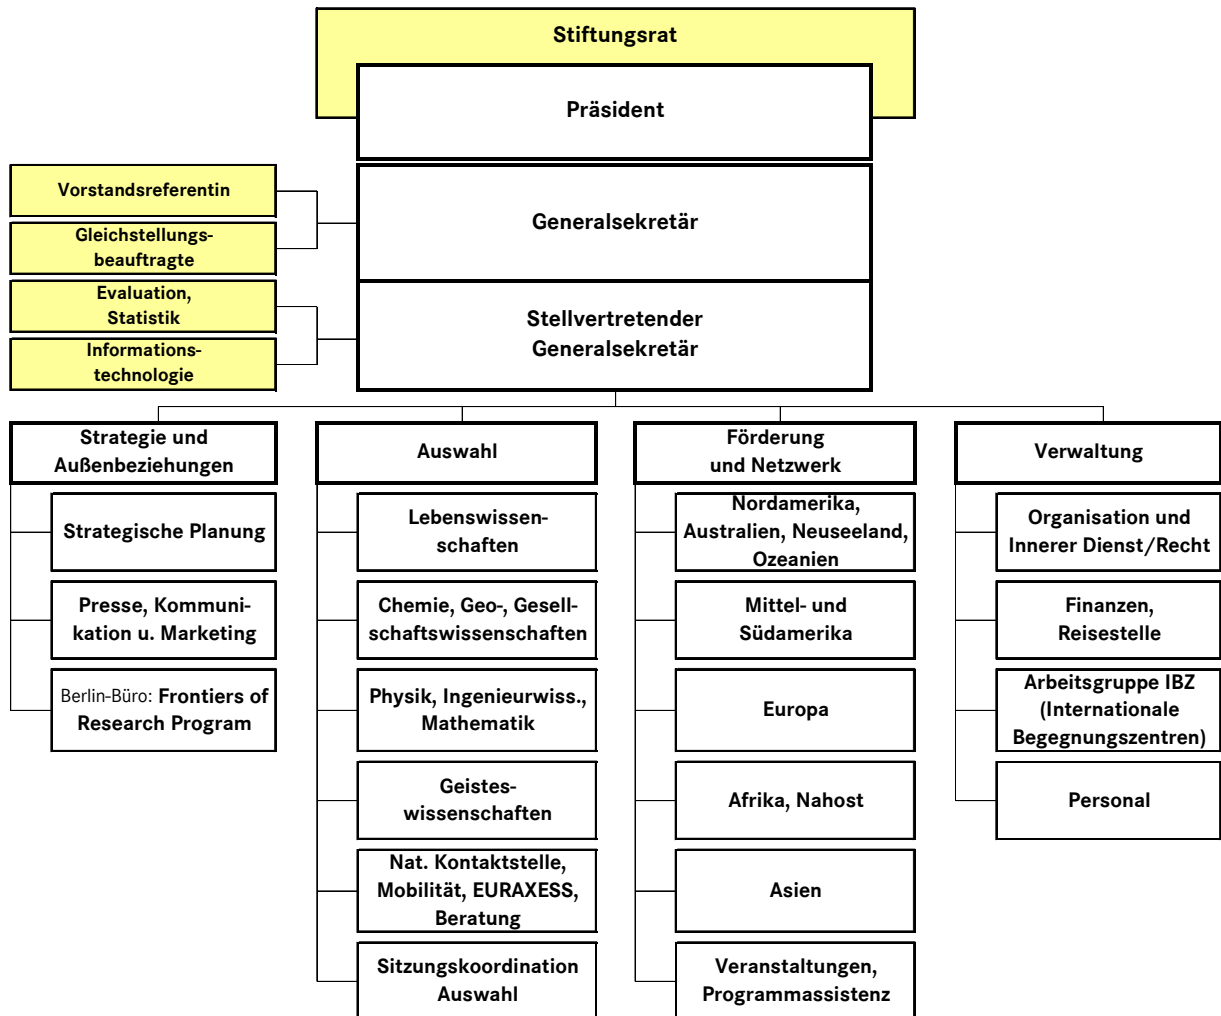 Stiftungsrat
Präsident
Vorstandsreferentin
Gleichstellungs-
beauftragte
Generalsekretär
Evaluation,
Statistik
Informations-
technologie
Stellvertretender
Generalsekretär
Strategie und
Außenbeziehungen
Strategische Planung
Presse, Kommuni-
kation u. Marketing
Berlin-Büro: Frontiers of
Research Program
Auswahl
Lebenswissen-
schaften
Chemie, Geo-, Gesell-
schaftswissenschaften
Physik, Ingenieurwiss.,
Mathematik
Geistes-
wissenschaften
Nat. Kontaktstelle,
Mobilität, EURAXESS,
Beratung
Sitzungskoordination
Auswahl
Förderung
und Netzwerk
Nordamerika,
Australien, Neuseeland,
Ozeanien
Mittel- und
Südamerika
Europa
Afrika, Nahost
Asien
Veranstaltungen,
Programmassistenz
Verwaltung
Organisation und
Innerer Dienst/Recht
Finanzen,
Reisestelle
Arbeitsgruppe IBZ
(Internationale
Begegnungszentren)
Personal